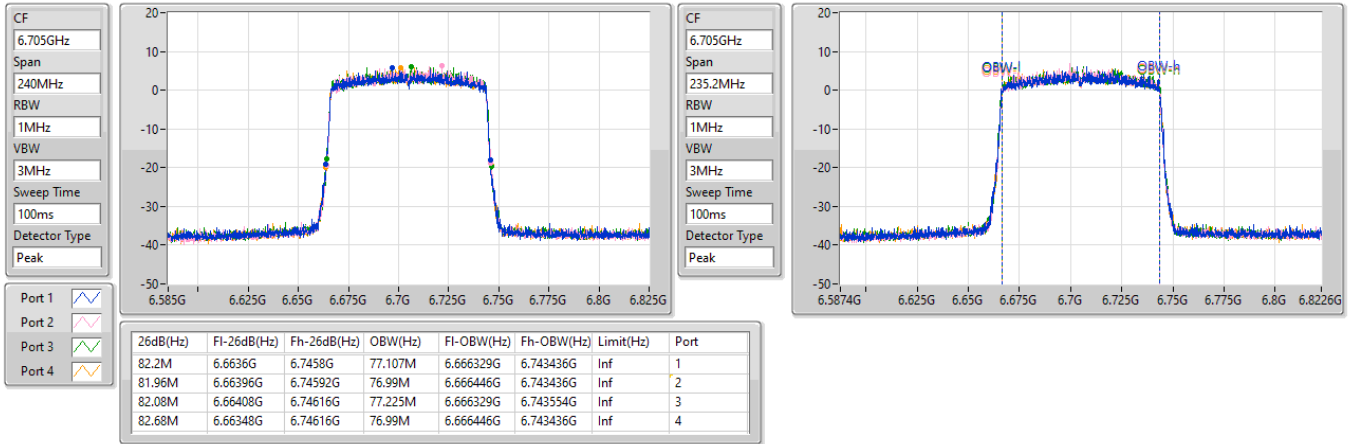 CF
6.705GHz
Span
240MHz
RBW
1MHz
VBW
3MHz
Sweep Time
100ms
Detector Type
Peak
20
10
0
-10
-20
-30
-40
-50
6.585G 6.625G 6.65G 6.675G 6.7G 6.725G 6.75G 6.775G 6.8G 6.825G
CF
6.705GHz
Span
235.2MHz
RBW
1MHz
VBW
3MHz
Sweep Time
100ms
Detector Type
Peak
20
10
0
-10
-20
-30
-40
-50
OBW-l OBW-h
6.5874G 6.625G 6.65G 6.675G 6.7G 6.725G 6.75G 6.775G 6.8G 6.8226G
Port 1
Port 2
Port 3
Port 4
26dB(Hz) Fl-26dB(Hz) Fh-26dB(Hz) OBW(Hz) Fl-OBW(Hz) Fh-OBW(Hz) Limit(Hz) Port
82.2M 6.6636G 6.7458G 77.107M 6.666329G 6.743436G Inf 1
81.96M 6.66396G 6.74592G 76.99M 6.666446G 6.743436G Inf 2
82.08M 6.66408G 6.74616G 77.225M 6.666329G 6.743554G Inf 3
82.68M 6.66348G 6.74616G 76.99M 6.666446G 6.743436G Inf 4